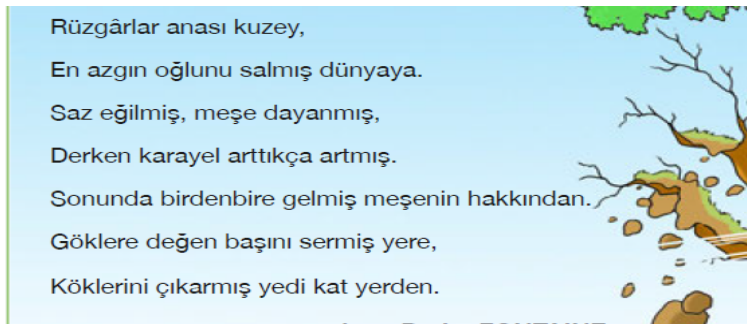 Rüzgârlar anası kuzey,
En azgın oğlunu salmış dünyaya.
Saz eğilmiş, meşe dayanmış,
Derken karayel arttıkça artmış.
Sonunda birdenbire gelmiş meşenin hakkından.
Göklere değen başını sermiş yere,
Köklerini çıkarmış yedi kat yerden.